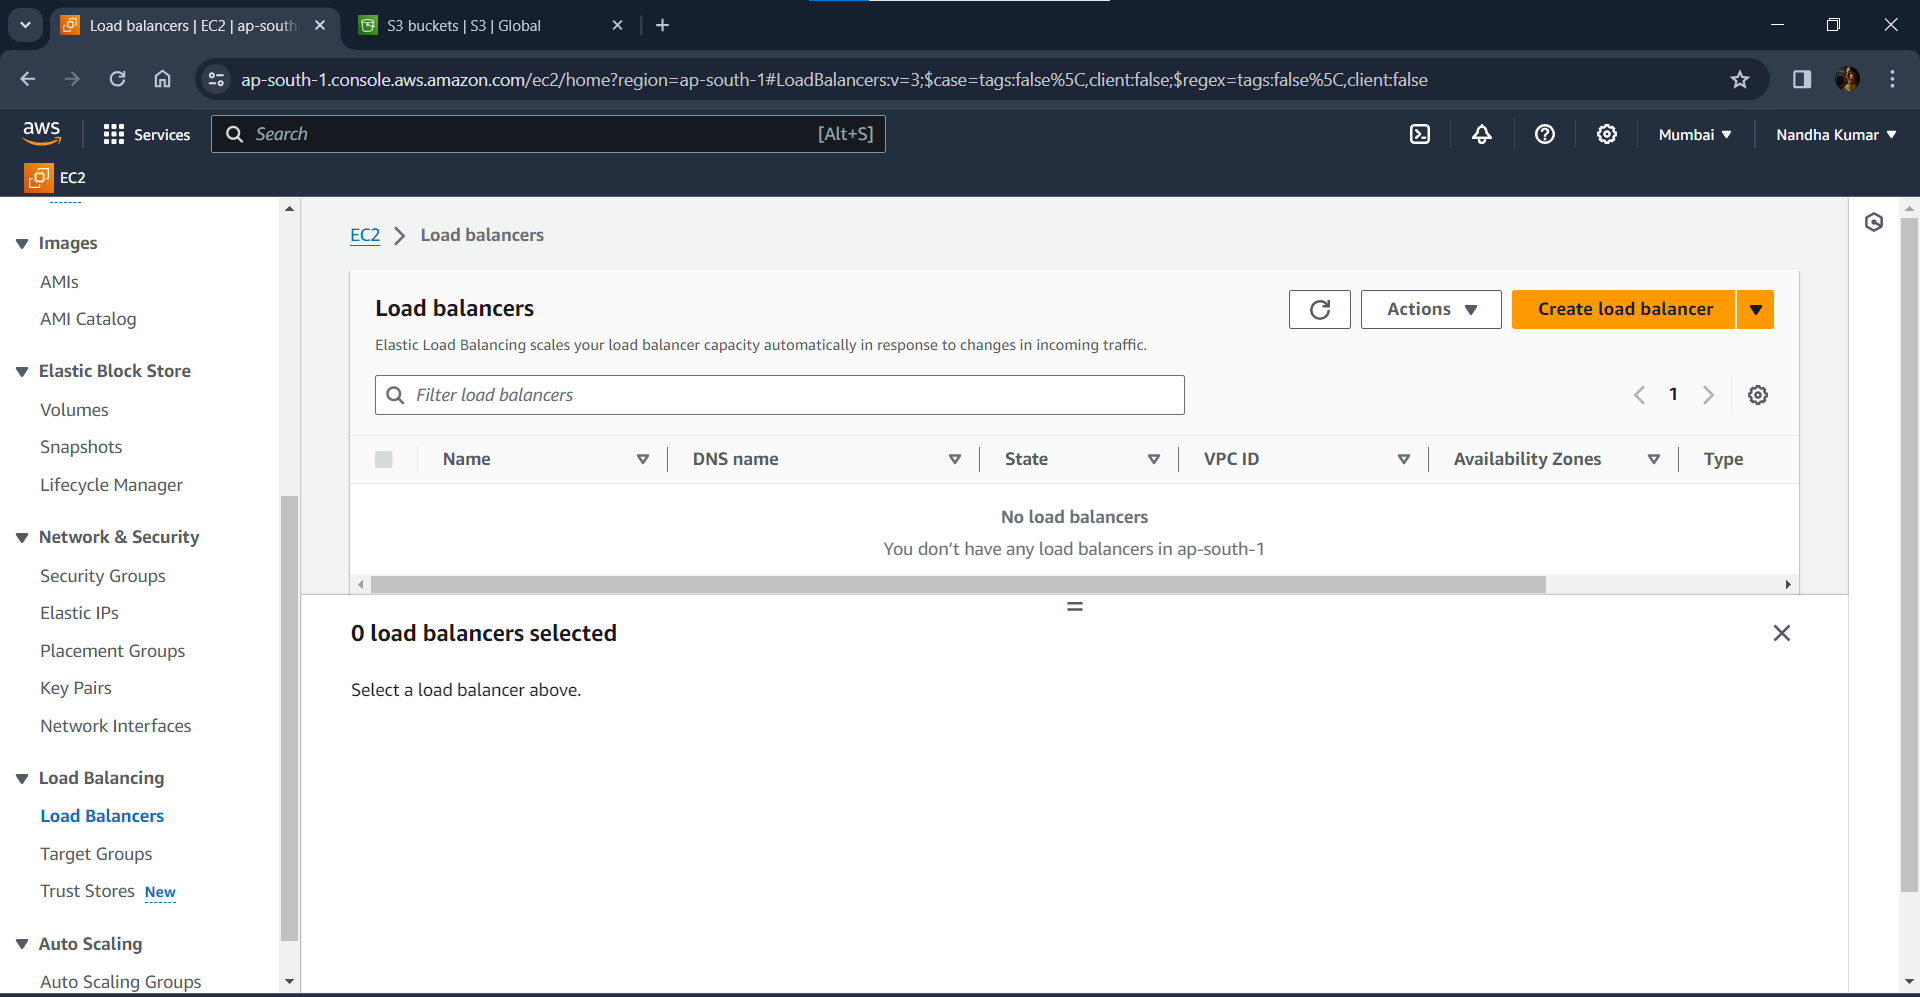 Load balancers | EC2 | ap-south
S3 buckets | S3 | Global
ap-south-1.console.aws.amazon.com/ec2/home?region=ap-south-1#LoadBalancers:v=3;$case=tags:false%5C,client:false;$regex=tags:false%5C,client:false
aws
Services
Search
[Alt+S]
Mumbai
Nandha Kumar
EC2
Images
AMIs
AMI Catalog
Elastic Block Store
Volumes
Snapshots
Lifecycle Manager
Network & Security
Security Groups
Elastic IPs
Placement Groups
Key Pairs
Network Interfaces
Load Balancing
Load Balancers
Target Groups
Trust Stores New
Auto Scaling
Auto Scaling Groups
EC2 > Load balancers
Load balancers
Actions
Create load balancer
Elastic Load Balancing scales your load balancer capacity automatically in response to changes in incoming traffic.
Filter load balancers
1
Name DNS name State VPC ID Availability Zones Type
No load balancers
You don’t have any load balancers in ap-south-1
0 load balancers selected
Select a load balancer above.